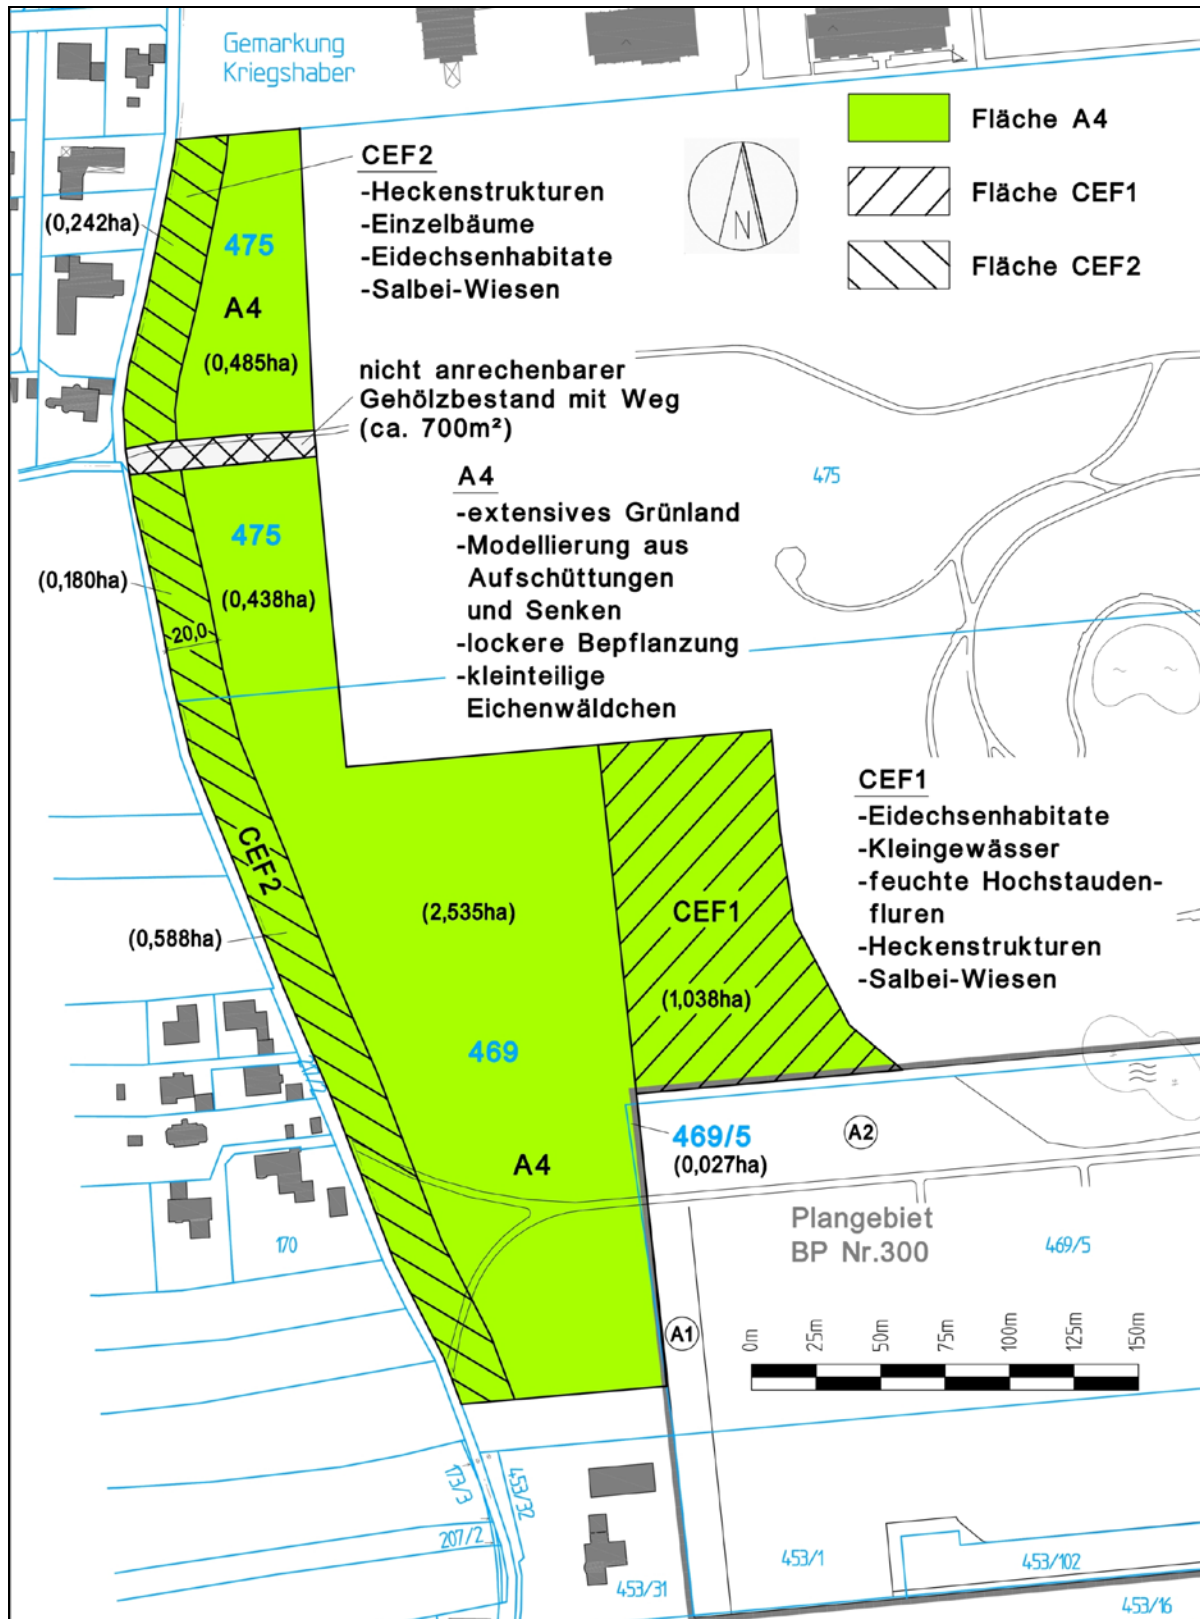 Gemarkung
Kriegshaber
Fläche A4
Fläche CEF1
Fläche CEF2
N
CEF2
-Heckenstrukturen
-Einzelbäume
-Eidechsenhabitate
-Salbei-Wiesen
(0,242ha)
475
A4
(0,485ha)
nicht anrechenbarer
Gehölzbestand mit Weg
(ca. 700m²)
475
A4
-extensives Grünland
-Modellierung aus
Aufschüttungen
und Senken
-lockere Bepflanzung
-kleinteilige
Eichenwäldchen
475
(0,180ha)
(0,438ha)
20,0
CEF1
-Eidechsenhabitate
-Kleingewässer
-feuchte Hochstauden-
fluren
-Heckenstrukturen
-Salbei-Wiesen
CEF2
(2,535ha)
CEF1
(0,588ha)
(1,038ha)
469
469/5
(0,027ha)
A2
A4
Plangebiet
BP Nr.300
170
469/5
A1
0m
25m
50m
75m
100m
125m
150m
173/3
453/32
207/2
453/31
453/1
453/102
453/16